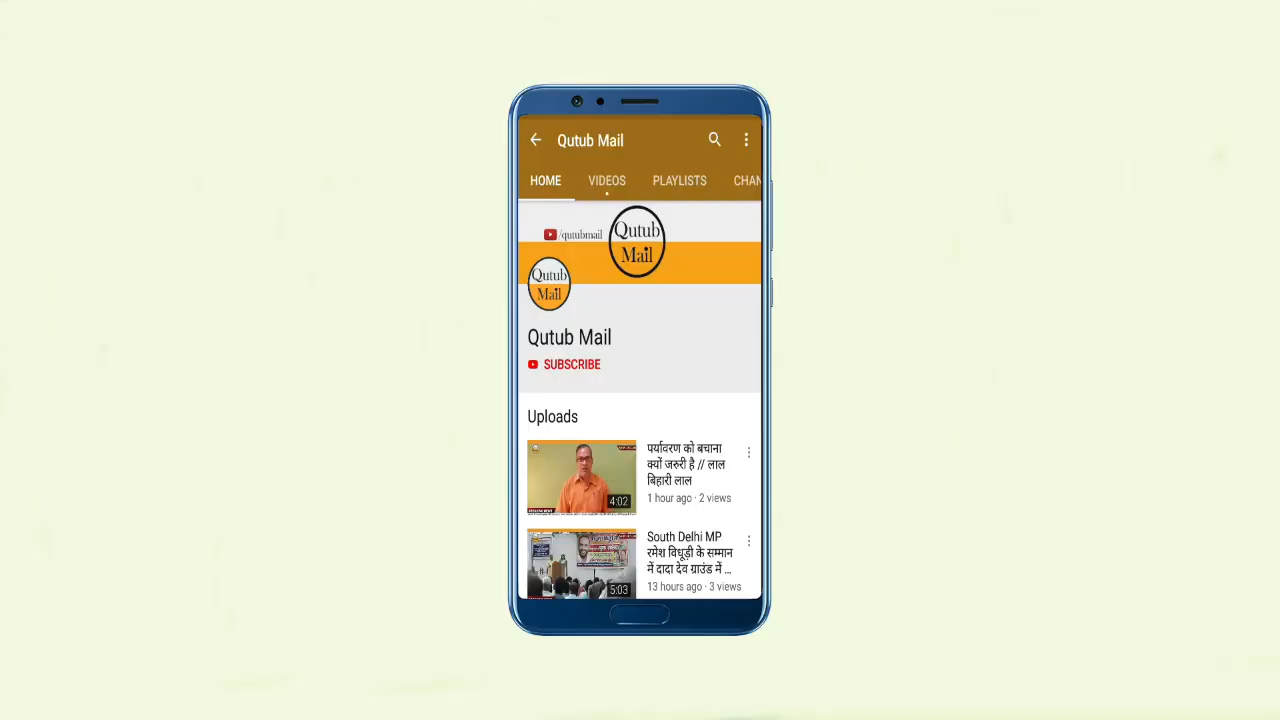 Qutub Mail
HOME VIDEOS PLAYLISTS CHAN
/qutubmail
Qutub
Mail
Qutub
Mail
Qutub Mail
SUBSCRIBE
Uploads
पर्यावरण को बचाना
क्यों जरुरी है // लाल
बिहारी लाल
1 hour ago · 2 views
4:02
South Delhi MP
रमेश विधूड़ी के सम्मान
में दादा देव ग्राउंड में ...
13 hours ago · 3 views
5:03